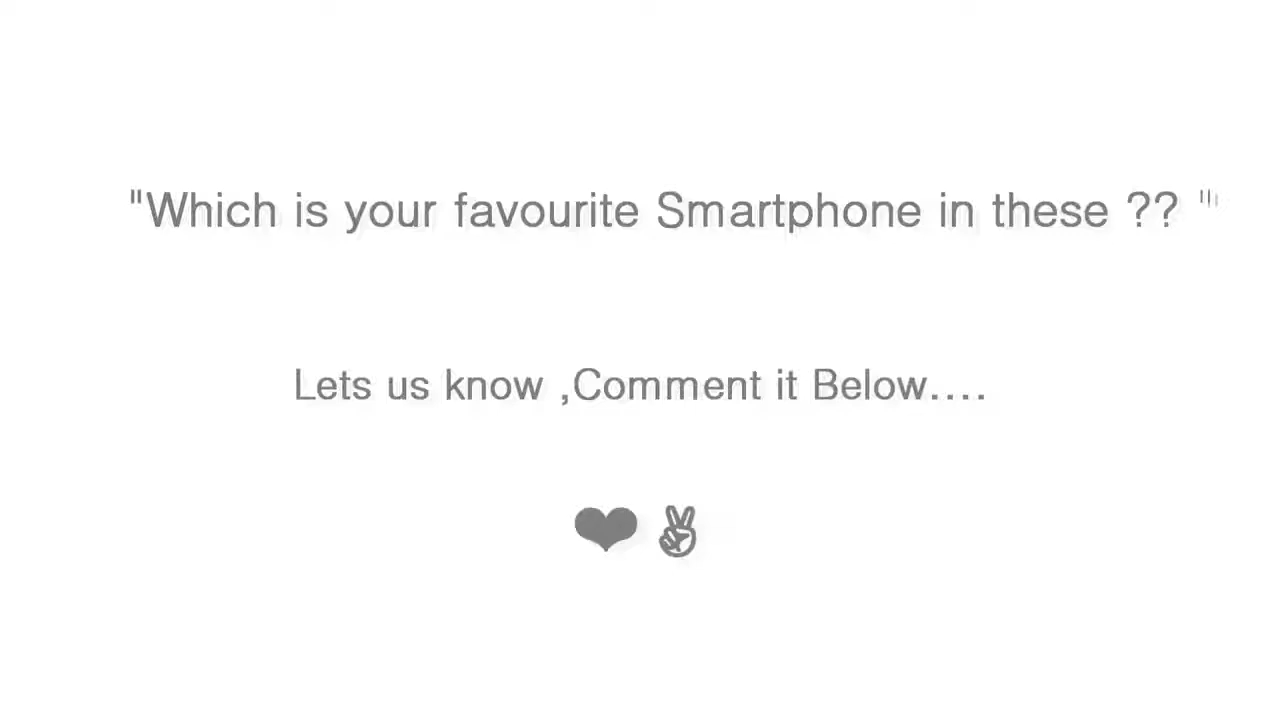 "Which is your favourite Smartphone in these ?? "
Lets us know ,Comment it Below....
❤ ✌